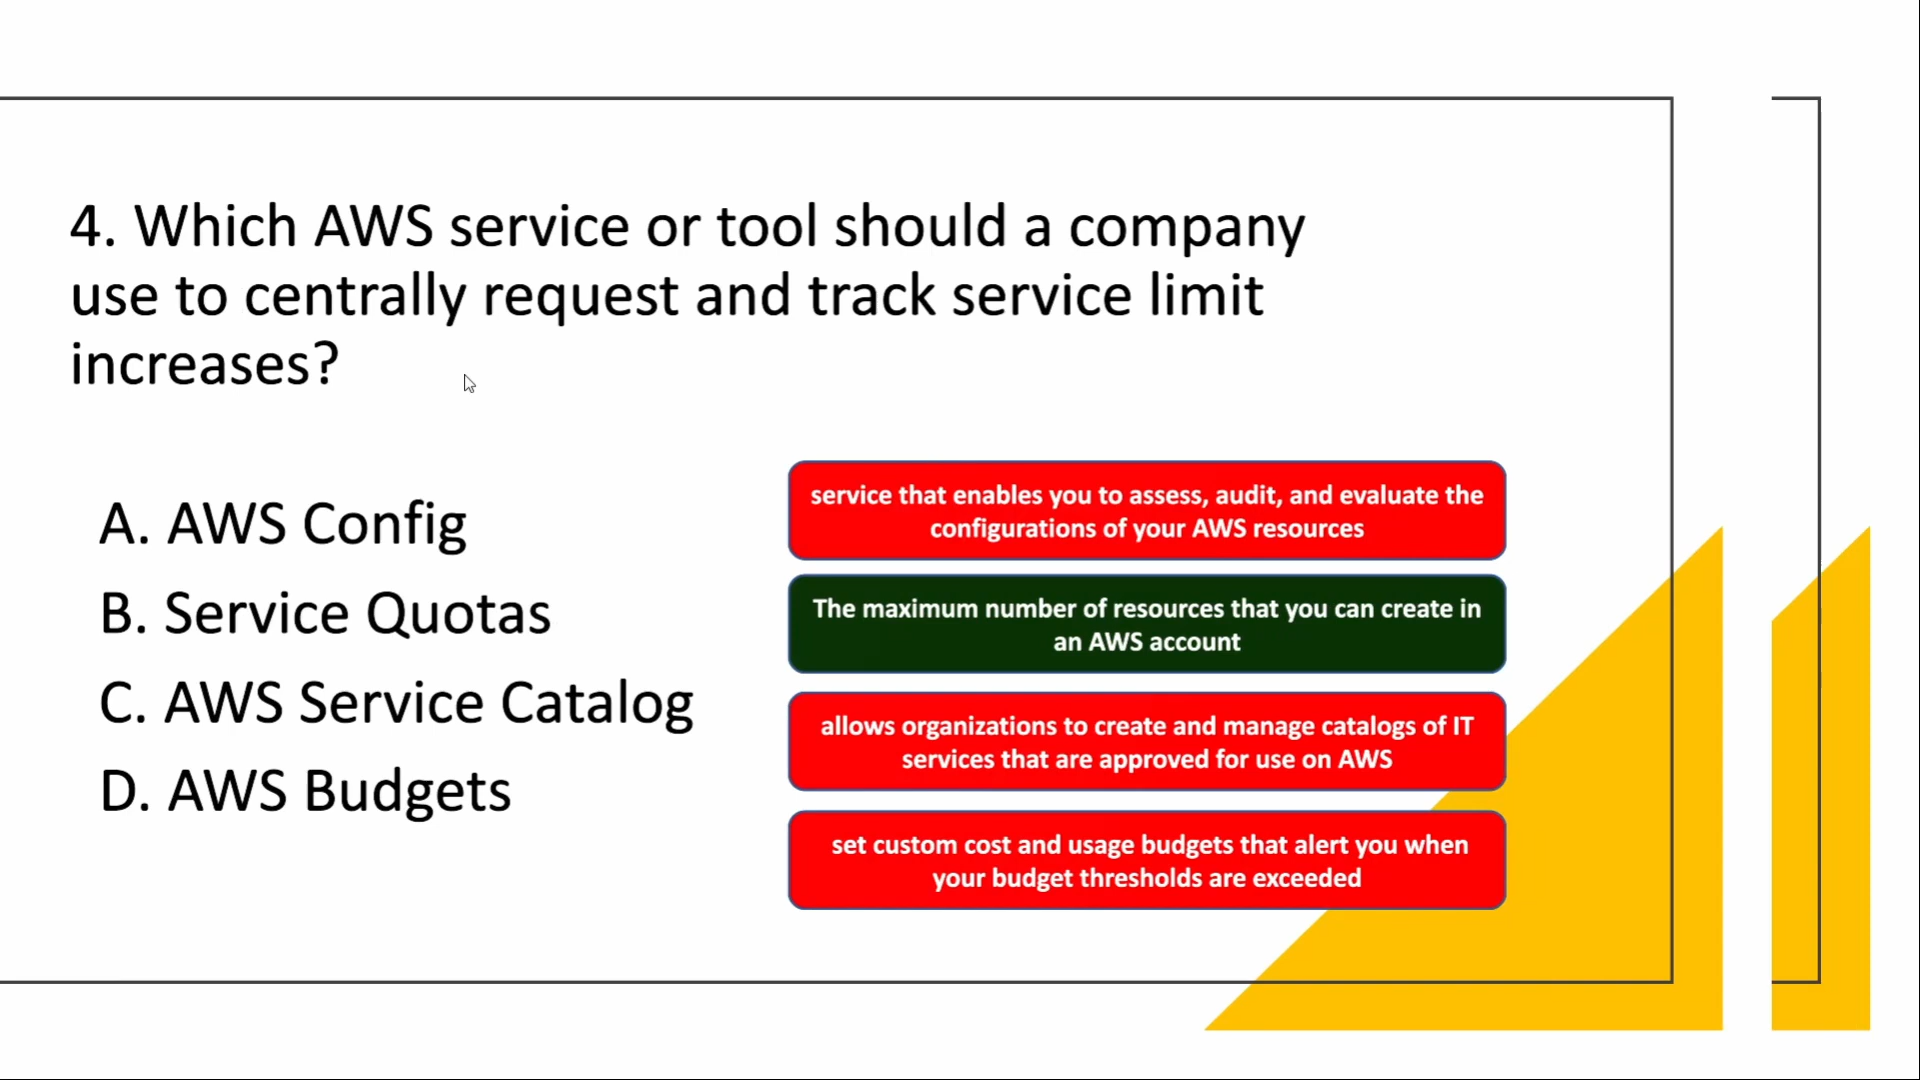 4. Which AWS service or tool should a company
use to centrally request and track service limit
increases?
A. AWS Config
B. Service Quotas
C. AWS Service Catalog
D. AWS Budgets
service that enables you to assess, audit, and evaluate the
configurations of your AWS resources
The maximum number of resources that you can create in
an AWS account
allows organizations to create and manage catalogs of IT
services that are approved for use on AWS
set custom cost and usage budgets that alert you when
your budget thresholds are exceeded